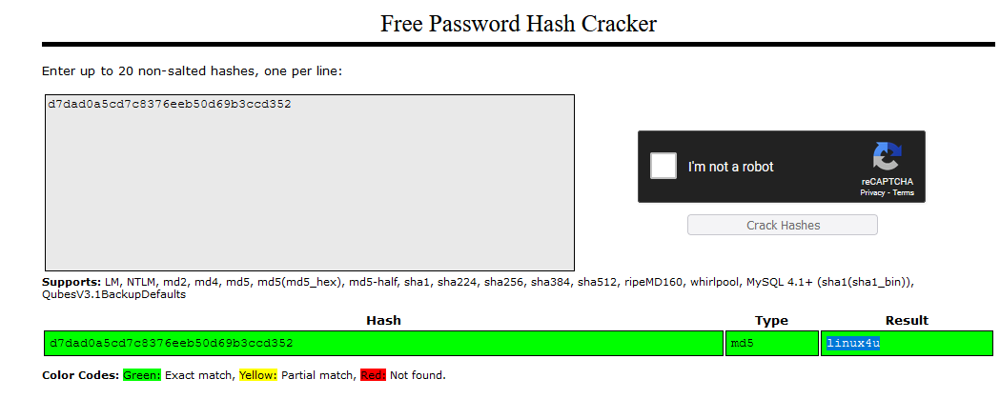 Free Password Hash Cracker
Enter up to 20 non-salted hashes, one per line:
d7dad0a5cd7c8376eeb50d69b3ccd352
I'm not a robot
reCAPTCHA
Privacy - Terms
Crack Hashes
Supports: LM, NTLM, md2, md4, md5, md5(md5_hex), md5-half, sha1, sha224, sha256, sha384, sha512, ripeMD160, whirlpool, MySQL 4.1+ (sha1(sha1_bin)),
QubesV3.1BackupDefaults
Hash Type Result
d7dad0a5cd7c8376eeb50d69b3ccd352 md5 linux4u
Color Codes: Green: Exact match, Yellow: Partial match, Red: Not found.